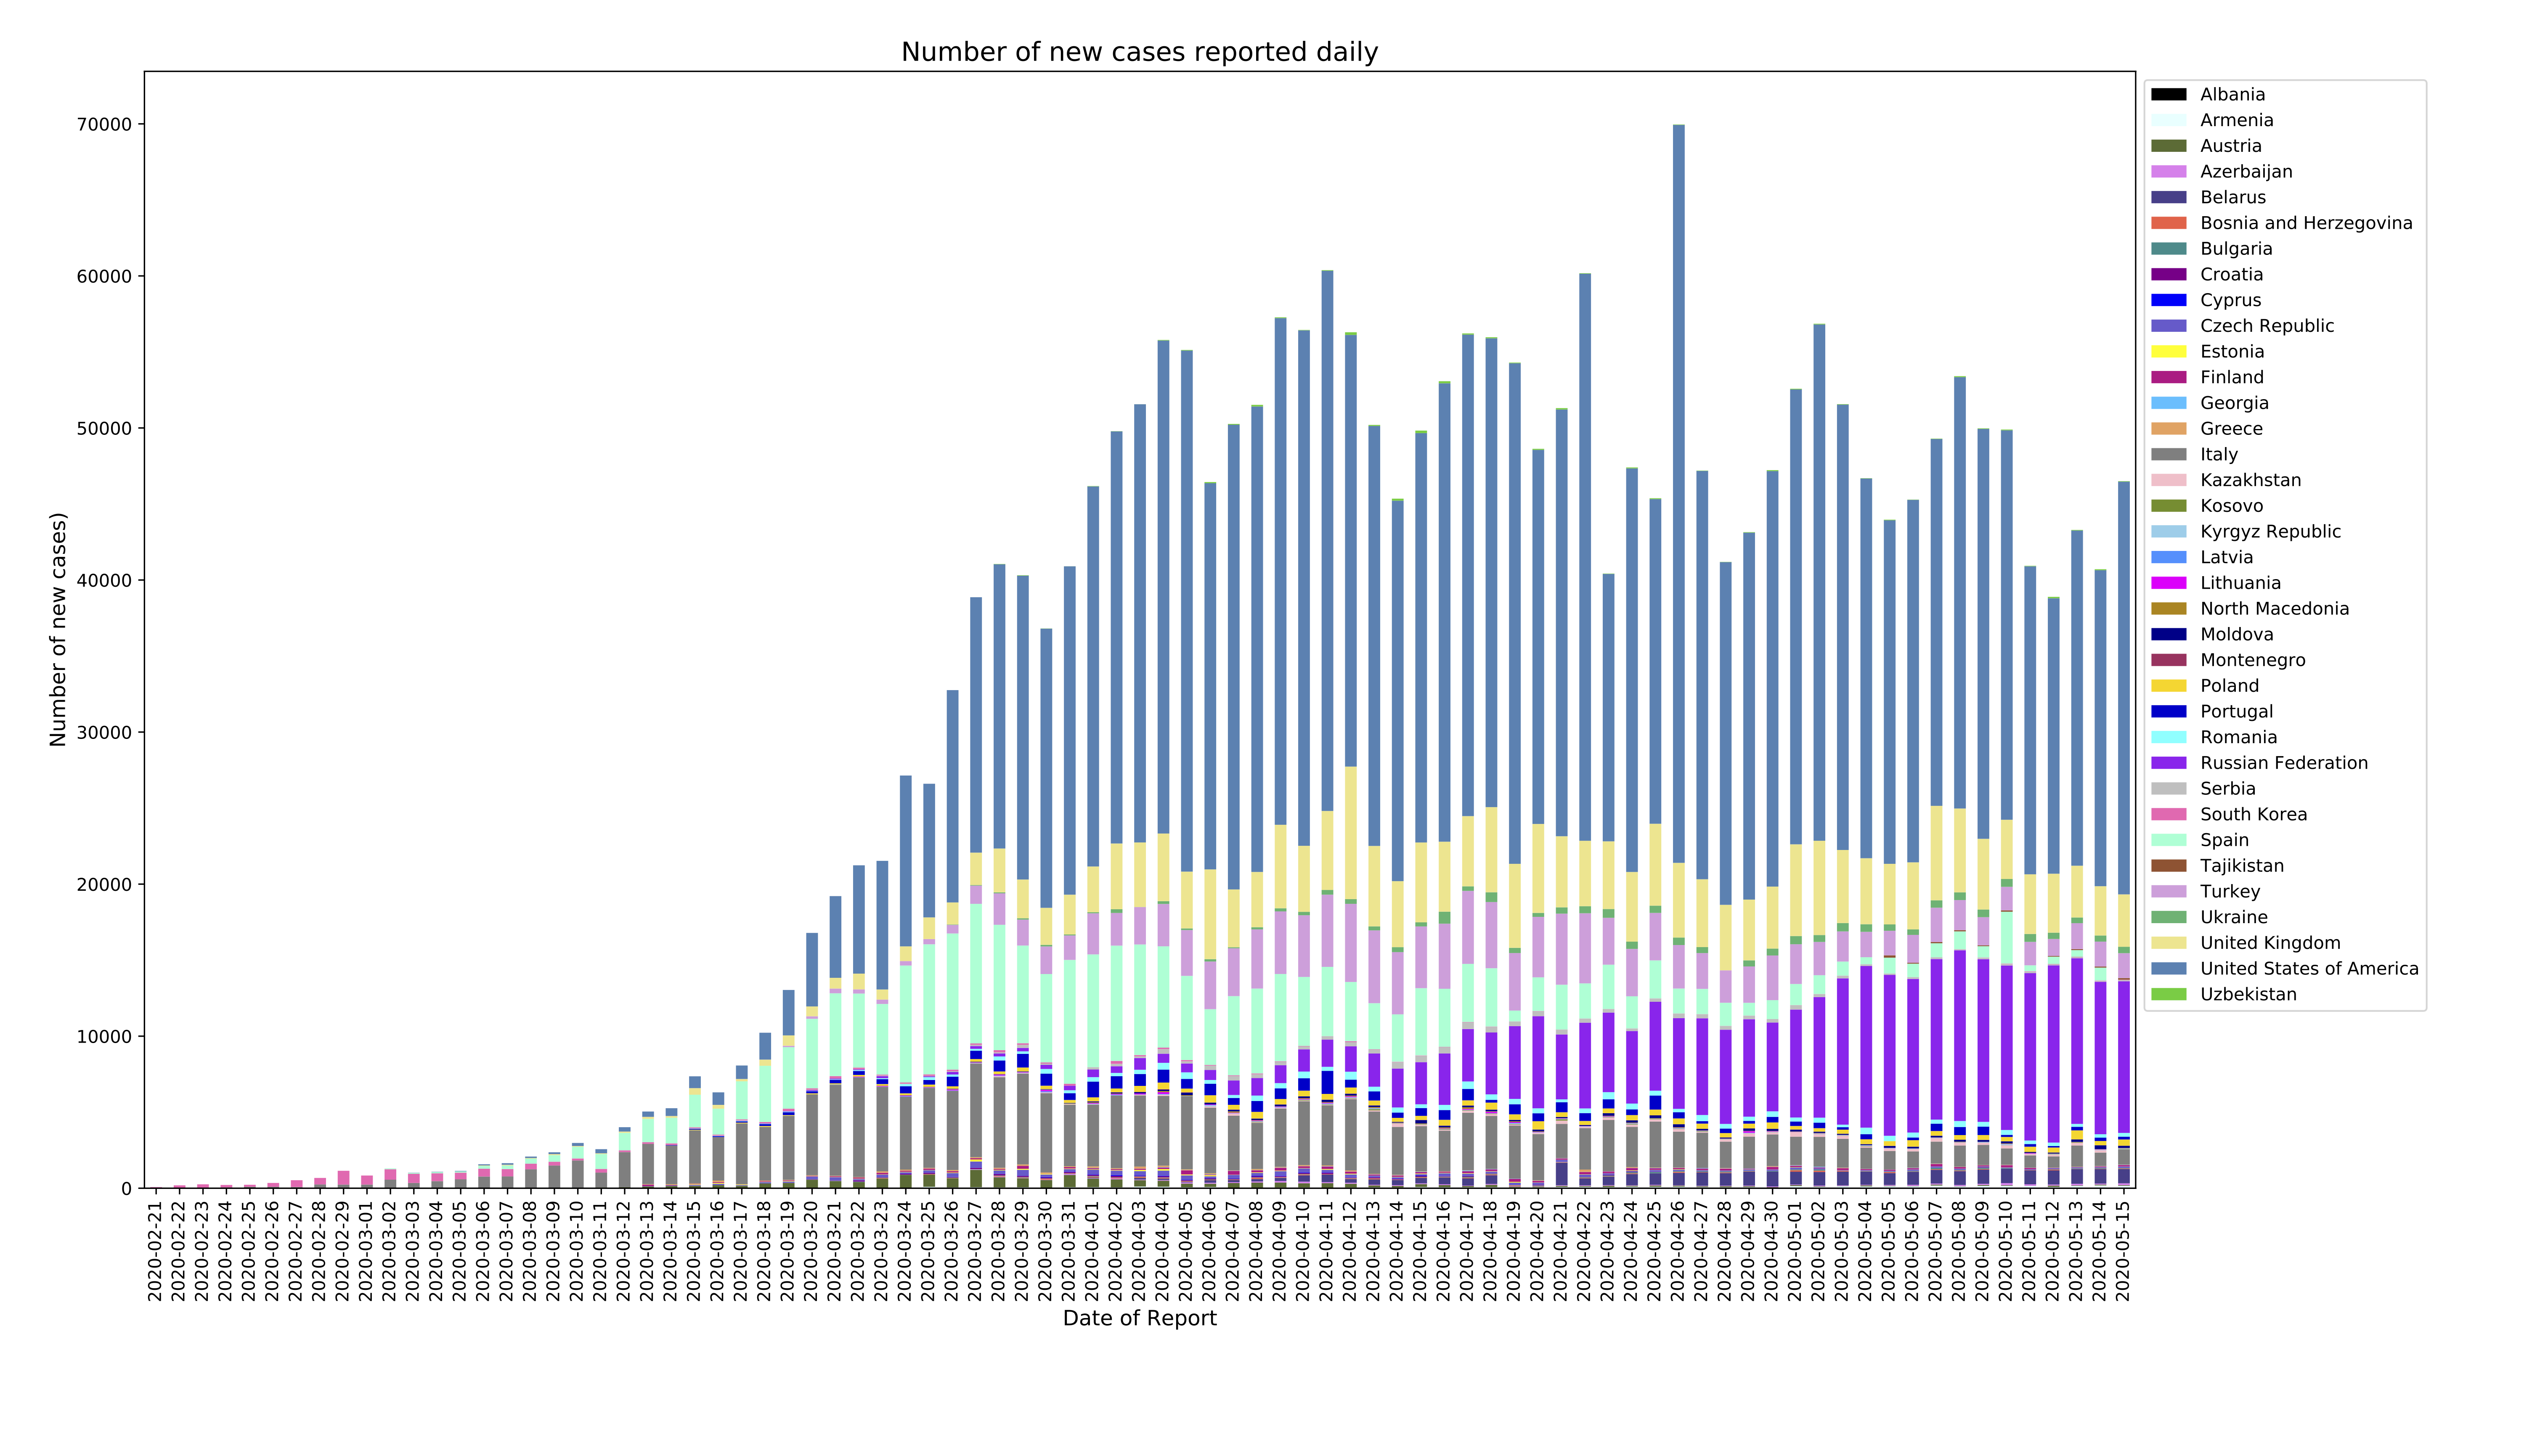 Number of new cases reported daily
Number of new cases)
70000
60000
50000
40000
30000
20000
10000
0
2020-02-21
2020-02-22
2020-02-23
2020-02-24
2020-02-25
2020-02-26
2020-02-27
2020-02-28
2020-02-29
2020-03-01
2020-03-02
2020-03-03
2020-03-04
2020-03-05
2020-03-06
2020-03-07
2020-03-08
2020-03-09
2020-03-10
2020-03-11
2020-03-12
2020-03-13
2020-03-14
2020-03-15
2020-03-16
2020-03-17
2020-03-18
2020-03-19
2020-03-20
2020-03-21
2020-03-22
2020-03-23
2020-03-24
2020-03-25
2020-03-26
2020-03-27
2020-03-28
2020-03-29
2020-03-30
2020-03-31
2020-04-01
2020-04-02
2020-04-03
2020-04-04
2020-04-05
2020-04-06
2020-04-07
2020-04-08
2020-04-09
2020-04-10
2020-04-11
2020-04-12
2020-04-13
2020-04-14
2020-04-15
2020-04-16
2020-04-17
2020-04-18
2020-04-19
2020-04-20
2020-04-21
2020-04-22
2020-04-23
2020-04-24
2020-04-25
2020-04-26
2020-04-27
2020-04-28
2020-04-29
2020-04-30
2020-05-01
2020-05-02
2020-05-03
2020-05-04
2020-05-05
2020-05-06
2020-05-07
2020-05-08
2020-05-09
2020-05-10
2020-05-11
2020-05-12
2020-05-13
2020-05-14
2020-05-15
Date of Report
Albania
Armenia
Austria
Azerbaijan
Belarus
Bosnia and Herzegovina
Bulgaria
Croatia
Cyprus
Czech Republic
Estonia
Finland
Georgia
Greece
Italy
Kazakhstan
Kosovo
Kyrgyz Republic
Latvia
Lithuania
North Macedonia
Moldova
Montenegro
Poland
Portugal
Romania
Russian Federation
Serbia
South Korea
Spain
Tajikistan
Turkey
Ukraine
United Kingdom
United States of America
Uzbekistan